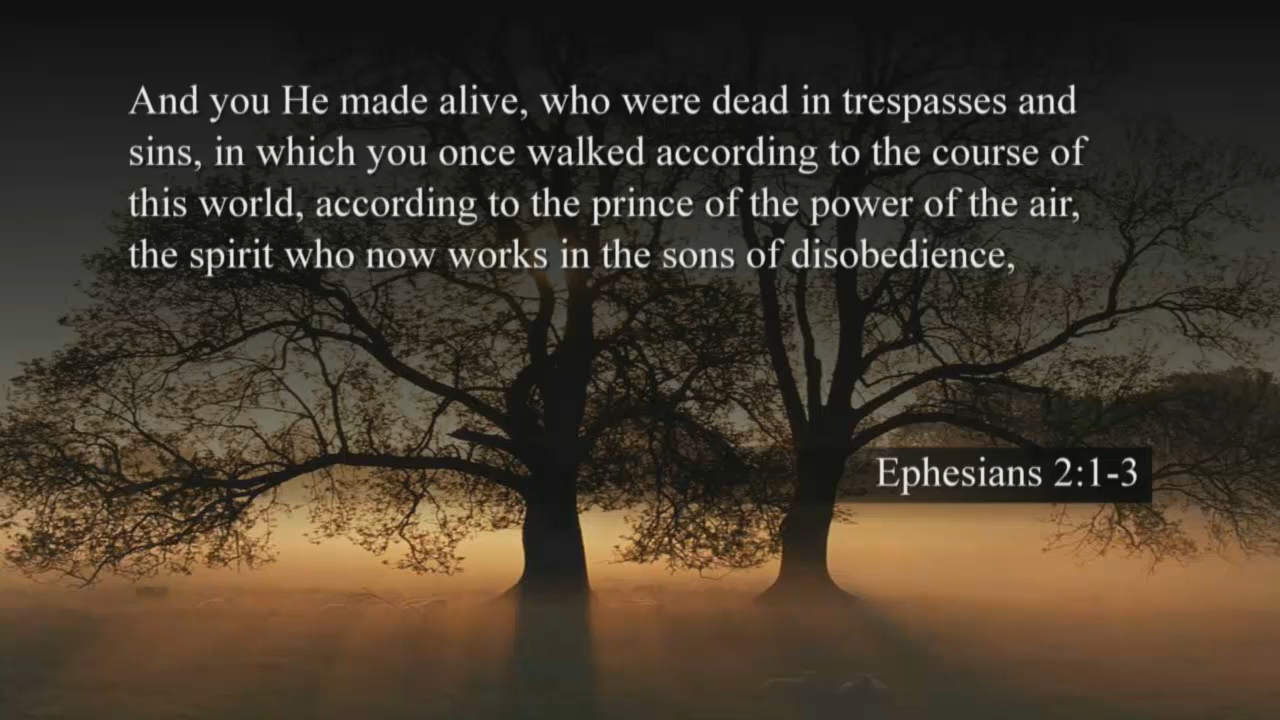 And you He made alive, who were dead in trespasses and
sins, in which you once walked according to the course of
this world, according to the prince of the power of the air,
the spirit who now works in the sons of disobedience,
Ephesians 2:1-3